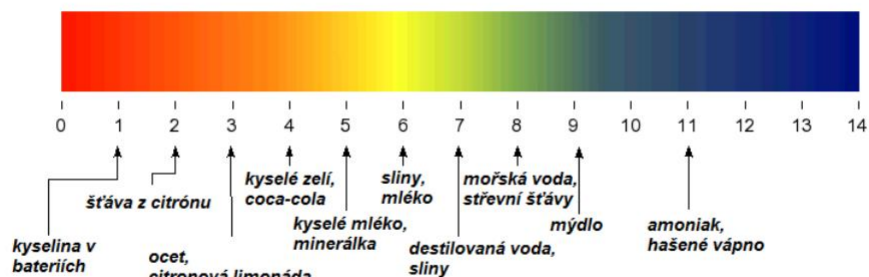 0 1 2 3 4 5 6 7 8 9 10 11 12 13 14
kyselina v
bateriích
šťáva z citrónu
ocet,
citronová limonáda
kyselé zelí,
coca-cola
kyselé mléko,
minerálka
sliny,
mléko
destilovaná voda,
sliny
mořská voda,
střevní šťávy
mýdlo
amoniak,
hašené vápno